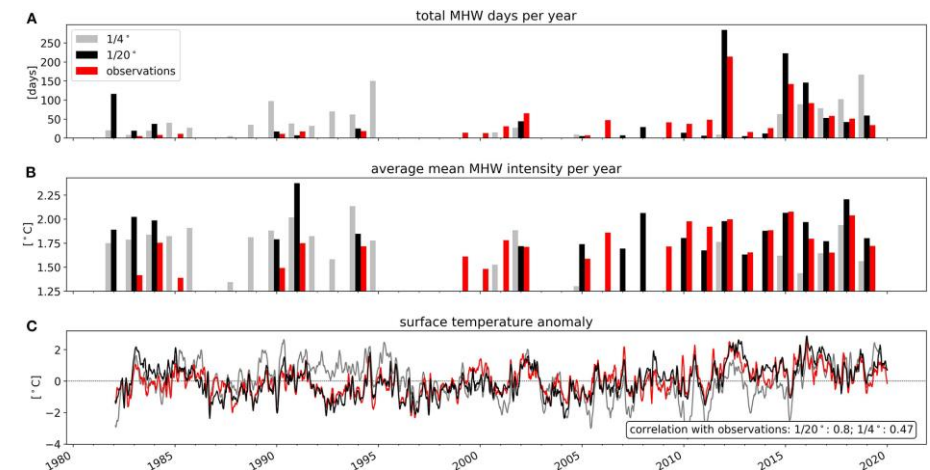 A
total MHW days per year
1/4°
1/20°
observations
[days]
250
200
150
100
50
0
B
average mean MHW intensity per year
[°C]
2.25
2.00
1.75
1.50
1.25
C
surface temperature anomaly
[°C]
2
0
−2
−4
correlation with observations: 1/20°: 0.8; 1/4°: 0.47
1980 1985 1990 1995 2000 2005 2010 2015 2020